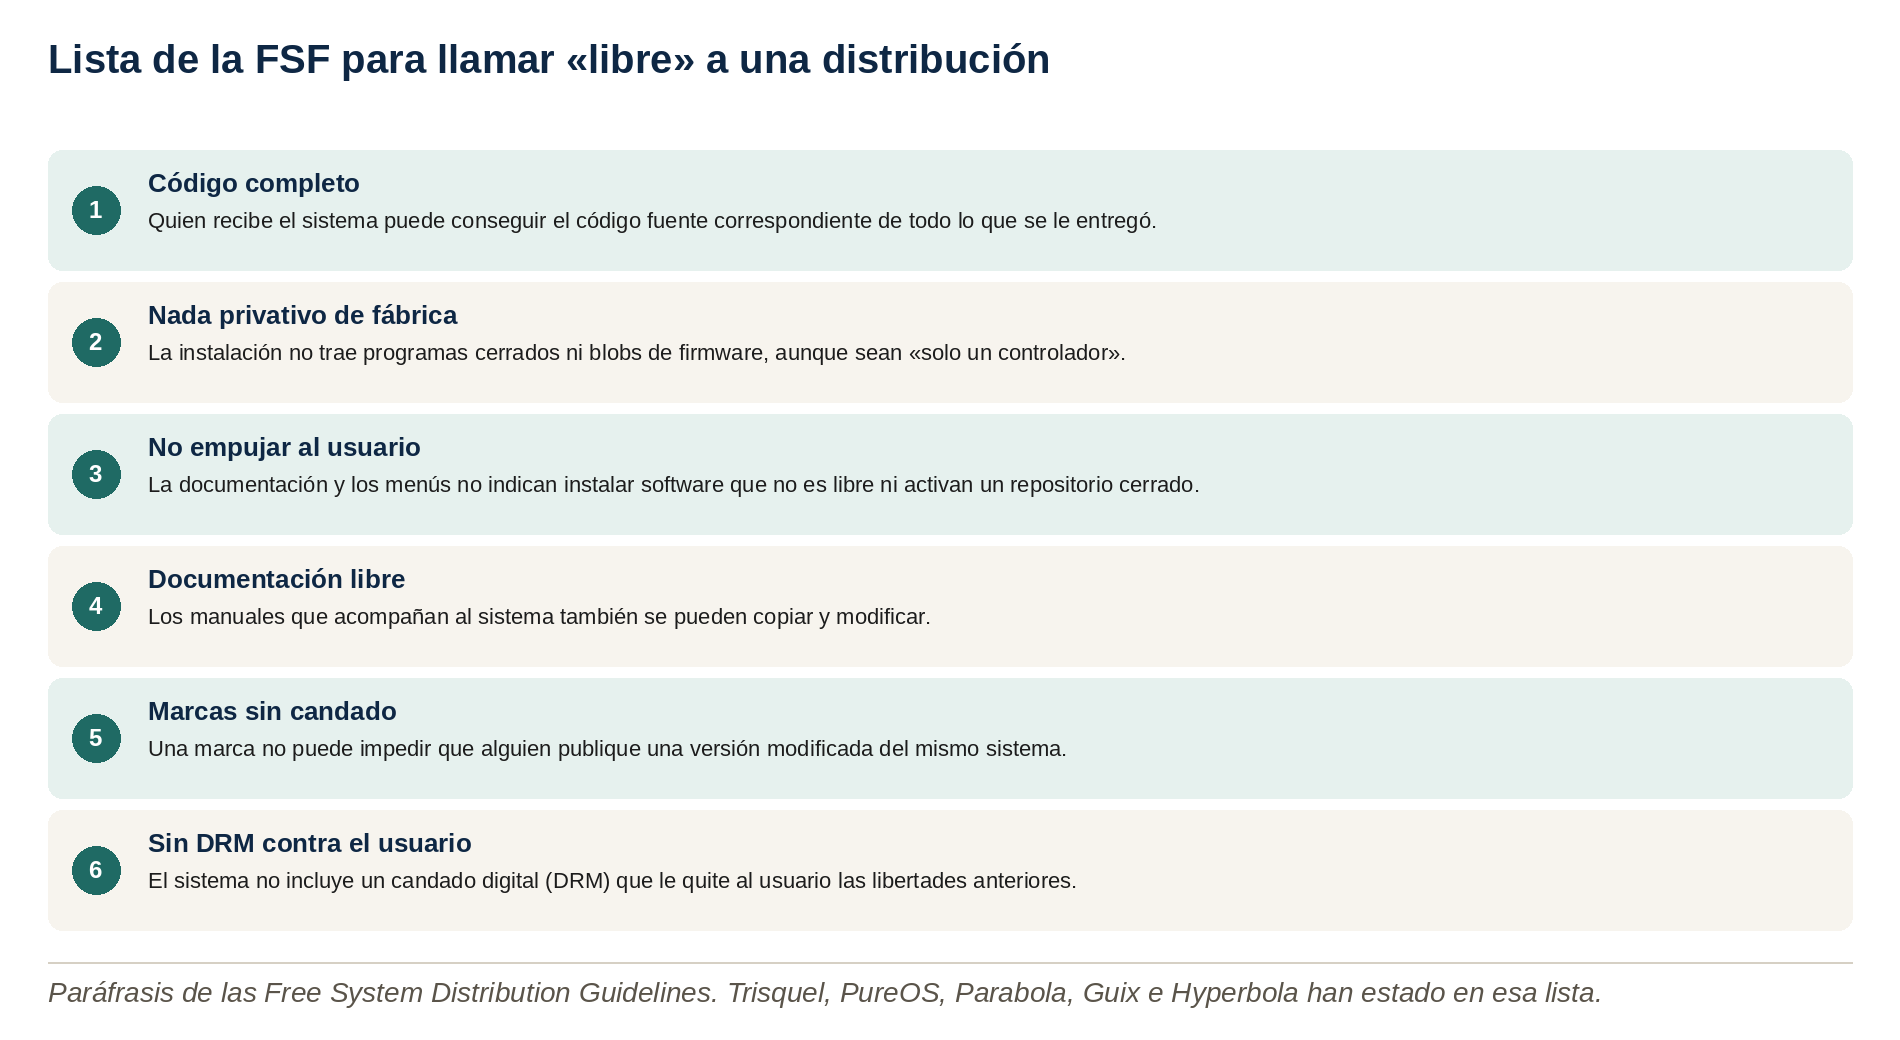 Lista de la FSF para llamar «libre» a una distribución
1
Código completo
Quien recibe el sistema puede conseguir el código fuente correspondiente de todo lo que se le entregó.
2
Nada privativo de fábrica
La instalación no trae programas cerrados ni blobs de firmware, aunque sean «solo un controlador».
3
No empujar al usuario
La documentación y los menús no indican instalar software que no es libre ni activan un repositorio cerrado.
4
Documentación libre
Los manuales que acompañan al sistema también se pueden copiar y modificar.
5
Marcas sin candado
Una marca no puede impedir que alguien publique una versión modificada del mismo sistema.
6
Sin DRM contra el usuario
El sistema no incluye un candado digital (DRM) que le quite al usuario las libertades anteriores.
Paráfrasis de las Free System Distribution Guidelines. Trisquel, PureOS, Parabola, Guix e Hyperbola han estado en esa lista.